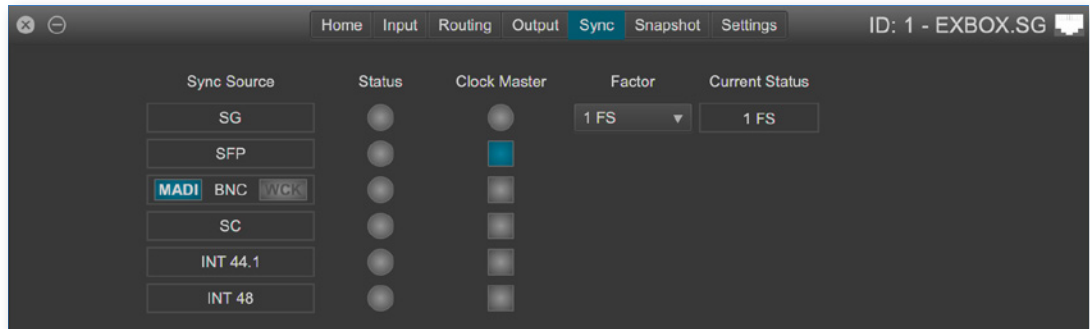 Home Input Routing Output Sync Snapshot Settings ID: 1 - EXBOX.SG
Sync Source Status Clock Master Factor Current Status
SG 1 FS 1 FS
SFP
MADI BNC WCK
SC
INT 44.1
INT 48